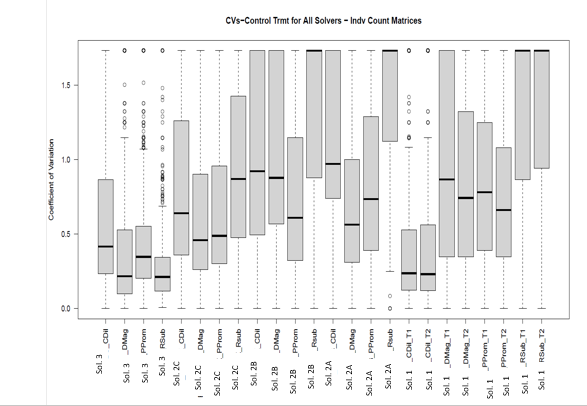 CVs−Control Trmt for All Solvers − Indv Count Matrices
Coefficient of Variation
1.5
1.0
0.5
0.0
Sol. 3 _CDil
Sol. 3 _DMag
Sol. 3 _PProm
Sol. 3 _RSub
Sol. 2C _CDil
Sol. 2C _DMag
Sol. 2C _PProm
Sol. 2C _Rsub
Sol. 2B _CDil
Sol. 2B _DMag
Sol. 2B _PProm
Sol. 2B _Rsub
Sol. 2A _CDil
Sol. 2A _DMag
Sol. 2A _PProm
Sol. 2A _Rsub
Sol. 1 _CDil_T1
Sol. 1 _CDil_T2
Sol. 1 _DMag_T1
Sol. 1 _DMag_T2
Sol. 1 _PProm_T1
Sol. 1 _PProm_T2
Sol. 1 _RSub_T1
Sol. 1 RSub_T2